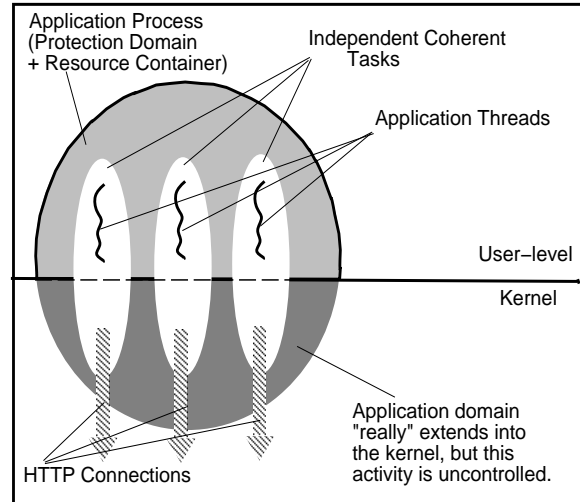 Application Process
(Protection Domain
+ Resource Container)
Independent Coherent
Tasks
Application Threads
User−level
Kernel
Application domain
"really" extends into
the kernel, but this
activity is uncontrolled.
HTTP Connections